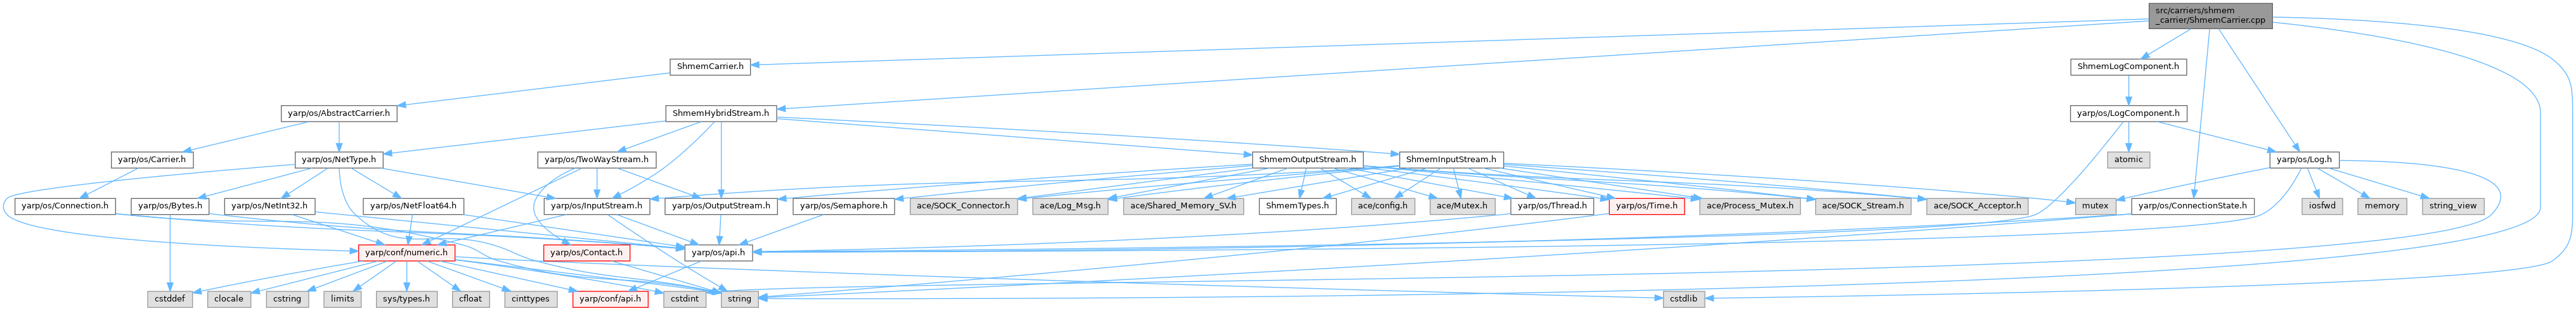 src/carriers/shmem
_carrier/ShmemCarrier.cpp
ShmemCarrier.h
ShmemLogComponent.h
yarp/os/AbstractCarrier.h
ShmemHybridStream.h
yarp/os/LogComponent.h
yarp/os/Carrier.h
yarp/os/NetType.h
yarp/os/TwoWayStream.h
ShmemOutputStream.h
ShmemInputStream.h
atomic
yarp/os/Log.h
yarp/os/Connection.h
yarp/os/Bytes.h
yarp/os/NetInt32.h
yarp/os/NetFloat64.h
yarp/os/InputStream.h
yarp/os/OutputStream.h
yarp/os/Semaphore.h
ace/SOCK_Connector.h
ace/Log_Msg.h
ace/Shared_Memory_SV.h
ShmemTypes.h
ace/config.h
ace/Mutex.h
yarp/os/Thread.h
yarp/os/Time.h
ace/Process_Mutex.h
ace/SOCK_Stream.h
ace/SOCK_Acceptor.h
mutex
yarp/os/ConnectionState.h
iosfwd
memory
string_view
yarp/conf/numeric.h
yarp/os/Contact.h
yarp/os/api.h
cstddef
clocale
cstring
limits
sys/types.h
cfloat
cinttypes
yarp/conf/api.h
cstdint
string
cstdlib